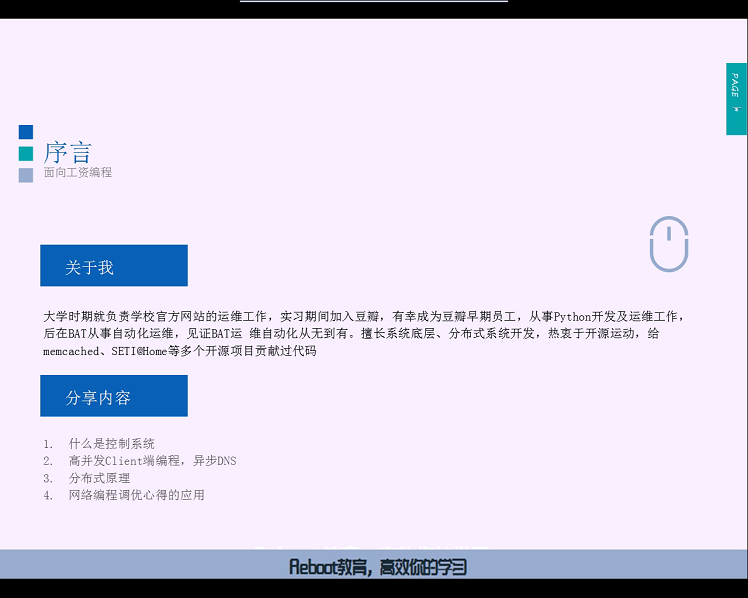 PAGE
序言
面向工资编程
关于我
大学时期就负责学校官方网站的运维工作，实习期间加入豆瓣，有幸成为豆瓣早期员工，从事Python开发及运维工作，
后在BAT从事自动化运维，见证BAT运 维自动化从无到有。擅长系统底层、分布式系统开发，热衷于开源运动，给
memcached、SETI@Home等多个开源项目贡献过代码
分享内容
1. 什么是控制系统
2. 高并发Client端编程，异步DNS
3. 分布式原理
4. 网络编程调优心得的应用
Reboot教育，高效你的学习